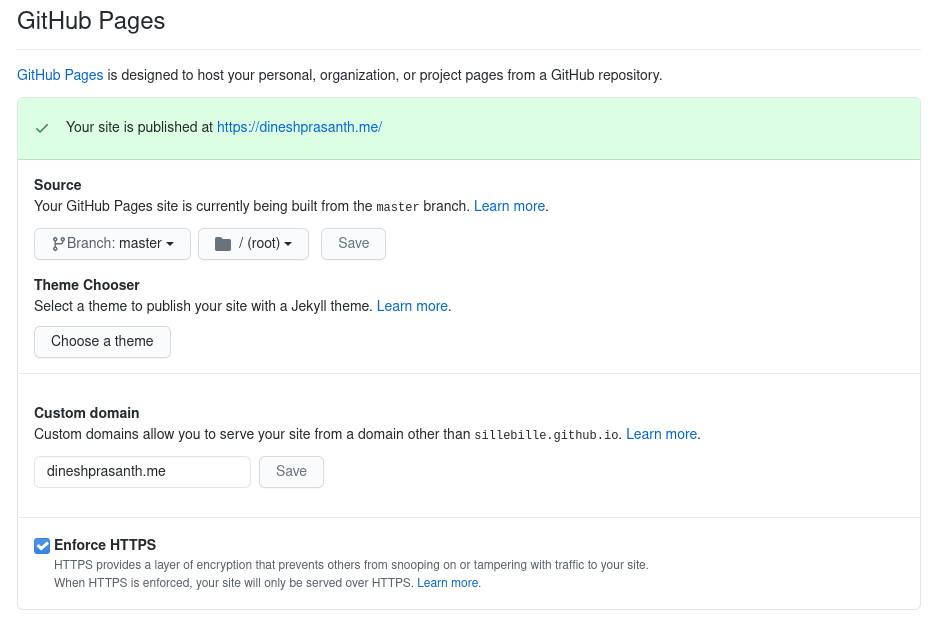 GitHub Pages
GitHub Pages is designed to host your personal, organization, or project pages from a GitHub repository.
Your site is published at https://dineshprasanth.me/
Source
Your GitHub Pages site is currently being built from the master branch. Learn more.
Branch: master / (root) Save
Theme Chooser
Select a theme to publish your site with a Jekyll theme. Learn more.
Choose a theme
Custom domain
Custom domains allow you to serve your site from a domain other than sillebille.github.io. Learn more.
dineshprasanth.me Save
Enforce HTTPS
HTTPS provides a layer of encryption that prevents others from snooping on or tampering with traffic to your site.
When HTTPS is enforced, your site will only be served over HTTPS. Learn more.